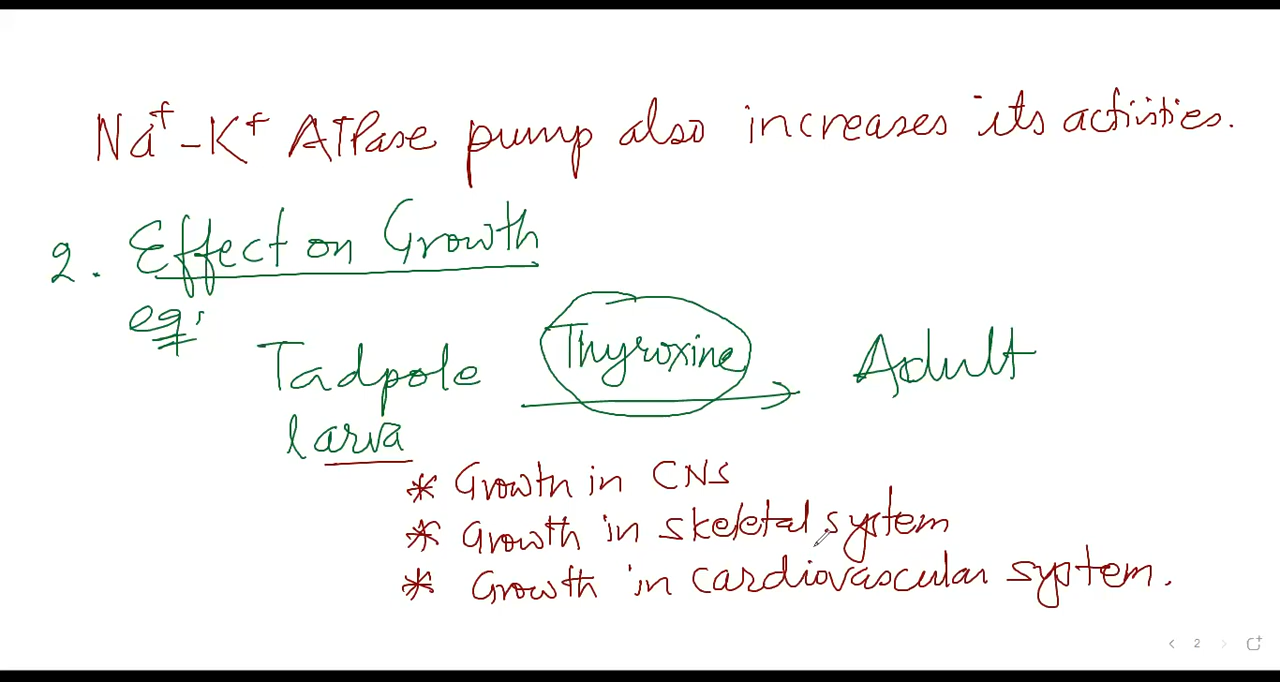 Na⁺-K⁺ ATPase pump also increases its activities.
2. Effect on Growth
eg:
Tadpole Thyroxine Adult
larva
* Growth in CNS
* Growth in skeletal system
* Growth in cardiovascular system.
2